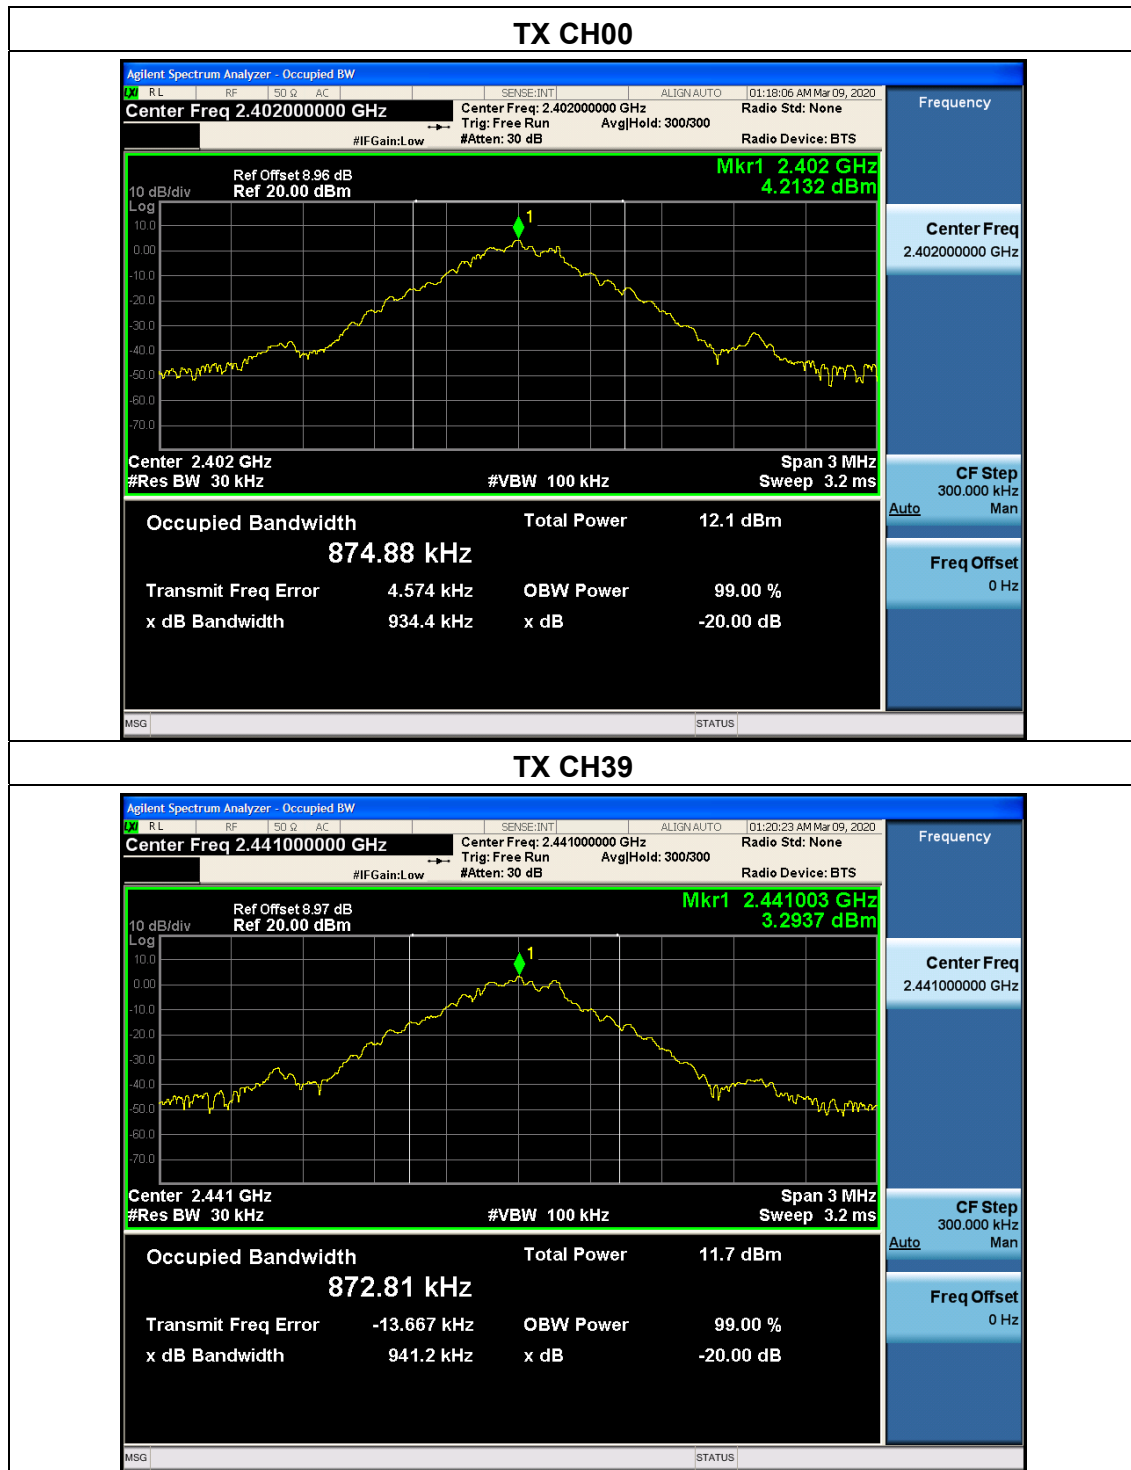 TX CH00
Agilent Spectrum Analyzer - Occupied BW
LXI RL RF 50 Ω AC SENSE:INT ALIGN AUTO 01:18:06 AM Mar 09, 2020
Center Freq 2.402000000 GHz
Center Freq: 2.402000000 GHz
Radio Std: None
Trig: Free Run Avg|Hold: 300/300
#IFGain:Low #Atten: 30 dB Radio Device: BTS
Frequency
Mkr1 2.402 GHz
4.2132 dBm
Ref Offset 8.96 dB
10 dB/div Ref 20.00 dBm
Log
10.0
0.00
-10.0
-20.0
-30.0
-40.0
-50.0
-60.0
-70.0
1
Center Freq
2.402000000 GHz
Center 2.402 GHz Span 3 MHz
#Res BW 30 kHz #VBW 100 kHz Sweep 3.2 ms
CF Step
300.000 kHz
Auto Man
Occupied Bandwidth Total Power 12.1 dBm
874.88 kHz
Freq Offset
0 Hz
Transmit Freq Error 4.574 kHz OBW Power 99.00 %
x dB Bandwidth 934.4 kHz x dB -20.00 dB
MSG STATUS
TX CH39
Agilent Spectrum Analyzer - Occupied BW
LXI RL RF 50 Ω AC SENSE:INT ALIGN AUTO 01:20:23 AM Mar 09, 2020
Center Freq 2.441000000 GHz
Center Freq: 2.441000000 GHz
Radio Std: None
Trig: Free Run Avg|Hold: 300/300
#IFGain:Low #Atten: 30 dB Radio Device: BTS
Frequency
Mkr1 2.441003 GHz
3.2937 dBm
Ref Offset 8.97 dB
10 dB/div Ref 20.00 dBm
Log
10.0
0.00
-10.0
-20.0
-30.0
-40.0
-50.0
-60.0
-70.0
1
Center Freq
2.441000000 GHz
Center 2.441 GHz Span 3 MHz
#Res BW 30 kHz #VBW 100 kHz Sweep 3.2 ms
CF Step
300.000 kHz
Auto Man
Occupied Bandwidth Total Power 11.7 dBm
872.81 kHz
Freq Offset
0 Hz
Transmit Freq Error -13.667 kHz OBW Power 99.00 %
x dB Bandwidth 941.2 kHz x dB -20.00 dB
MSG STATUS